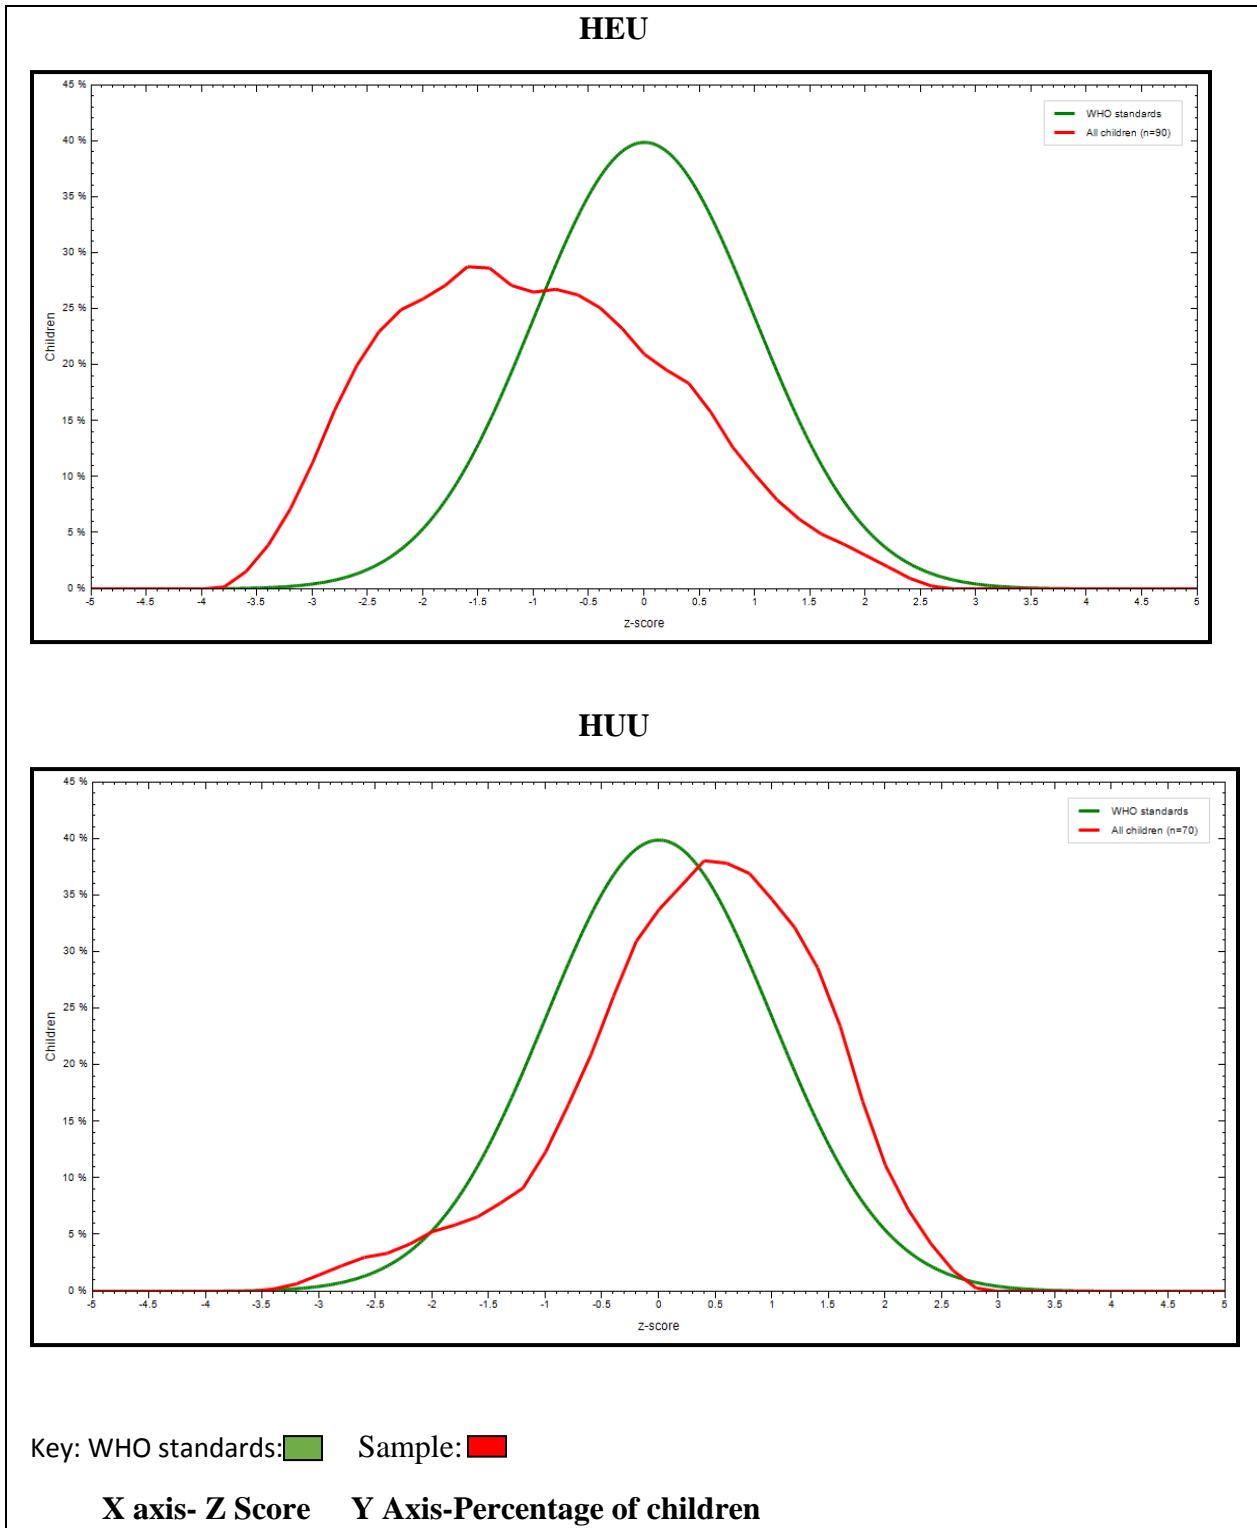 HEU
45 %
40 %
35 %
30 %
25 %
20 %
15 %
10 %
5 %
0 %
Children
WHO standards
All children (n=90)
-5 -4.5 -4 -3.5 -3 -2.5 -2 -1.5 -1 -0.5 0 0.5 1 1.5 2 2.5 3 3.5 4 4.5 5
z-score
HUU
45 %
40 %
35 %
30 %
25 %
20 %
15 %
10 %
5 %
0 %
Children
WHO standards
All children (n=70)
-5 -4.5 -4 -3.5 -3 -2.5 -2 -1.5 -1 -0.5 0 0.5 1 1.5 2 2.5 3 3.5 4 4.5 5
z-score
Key: WHO standards: Sample:
X axis- Z Score Y Axis-Percentage of children